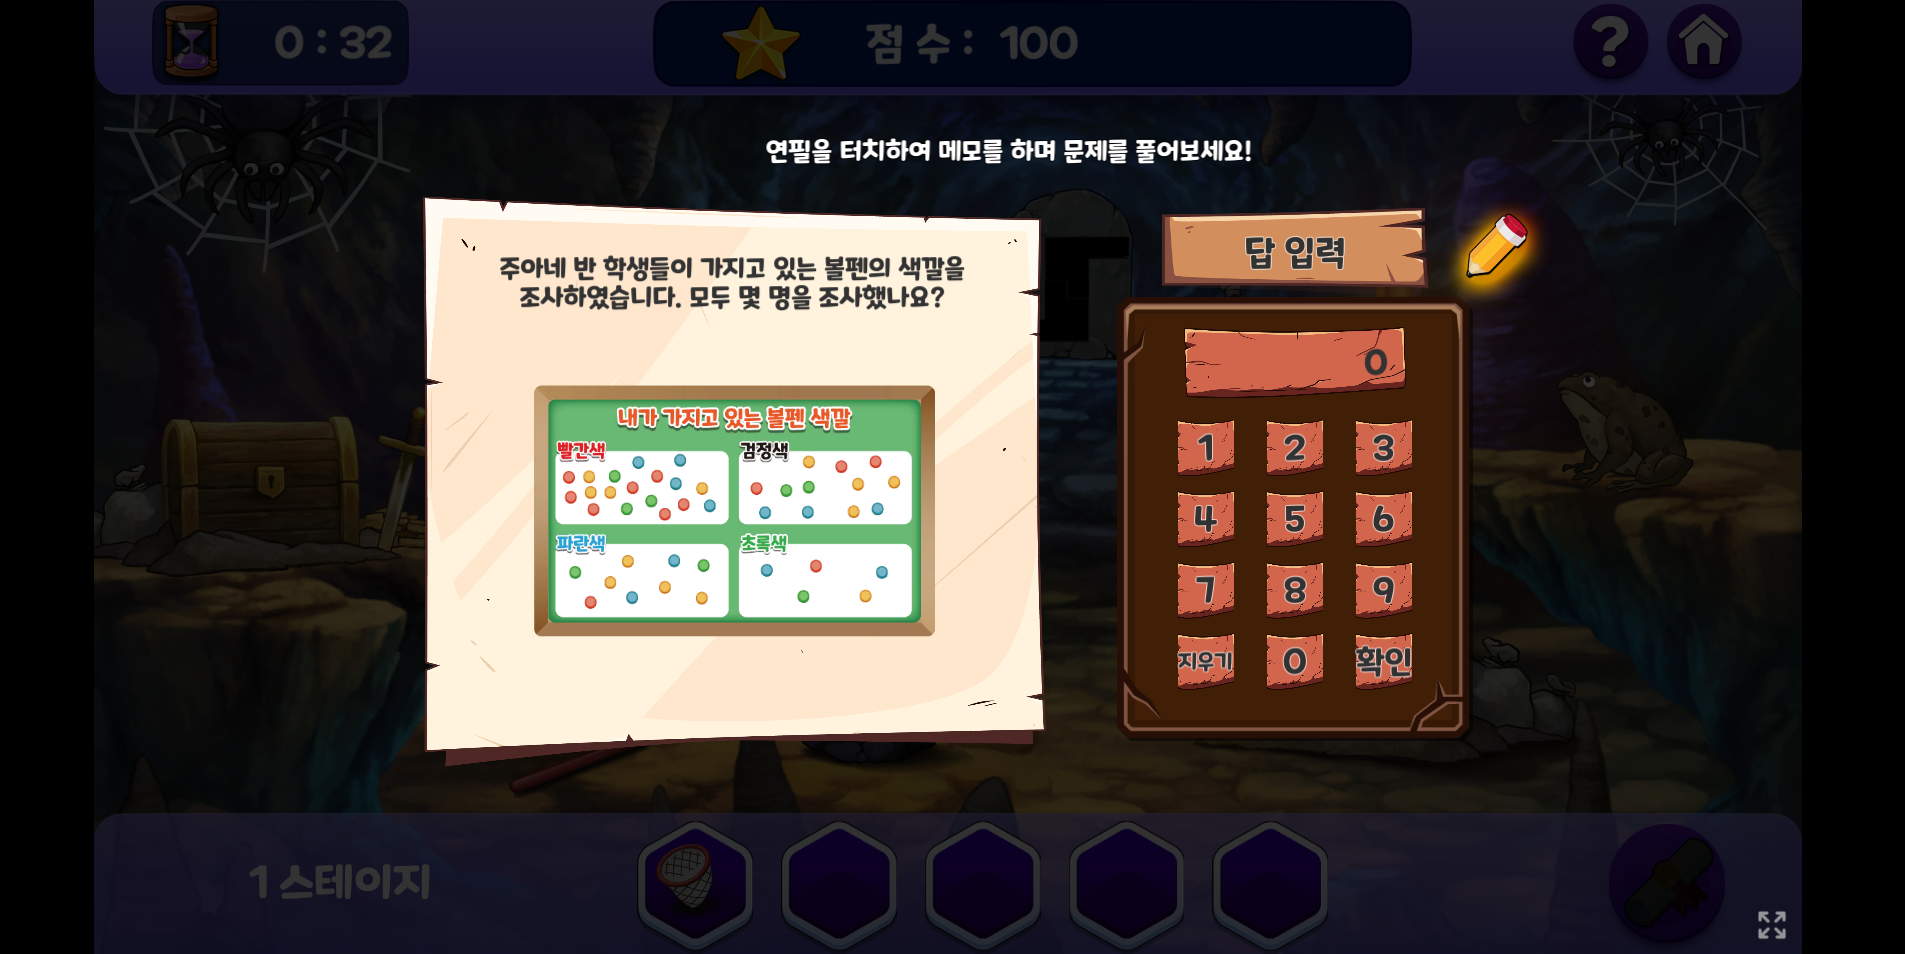 0 : 32
점 수 : 100
?
연필을 터치하여 메모를 하며 문제를 풀어보세요!
주아네 반 학생들이 가지고 있는 볼펜의 색깔을
조사하였습니다. 모두 몇 명을 조사했나요?
내가 가지고 있는 볼펜 색깔
빨간색 검정색
파란색 초록색
답 입력
0
1 2 3
4 5 6
7 8 9
지우기 0 확인
1 스테이지